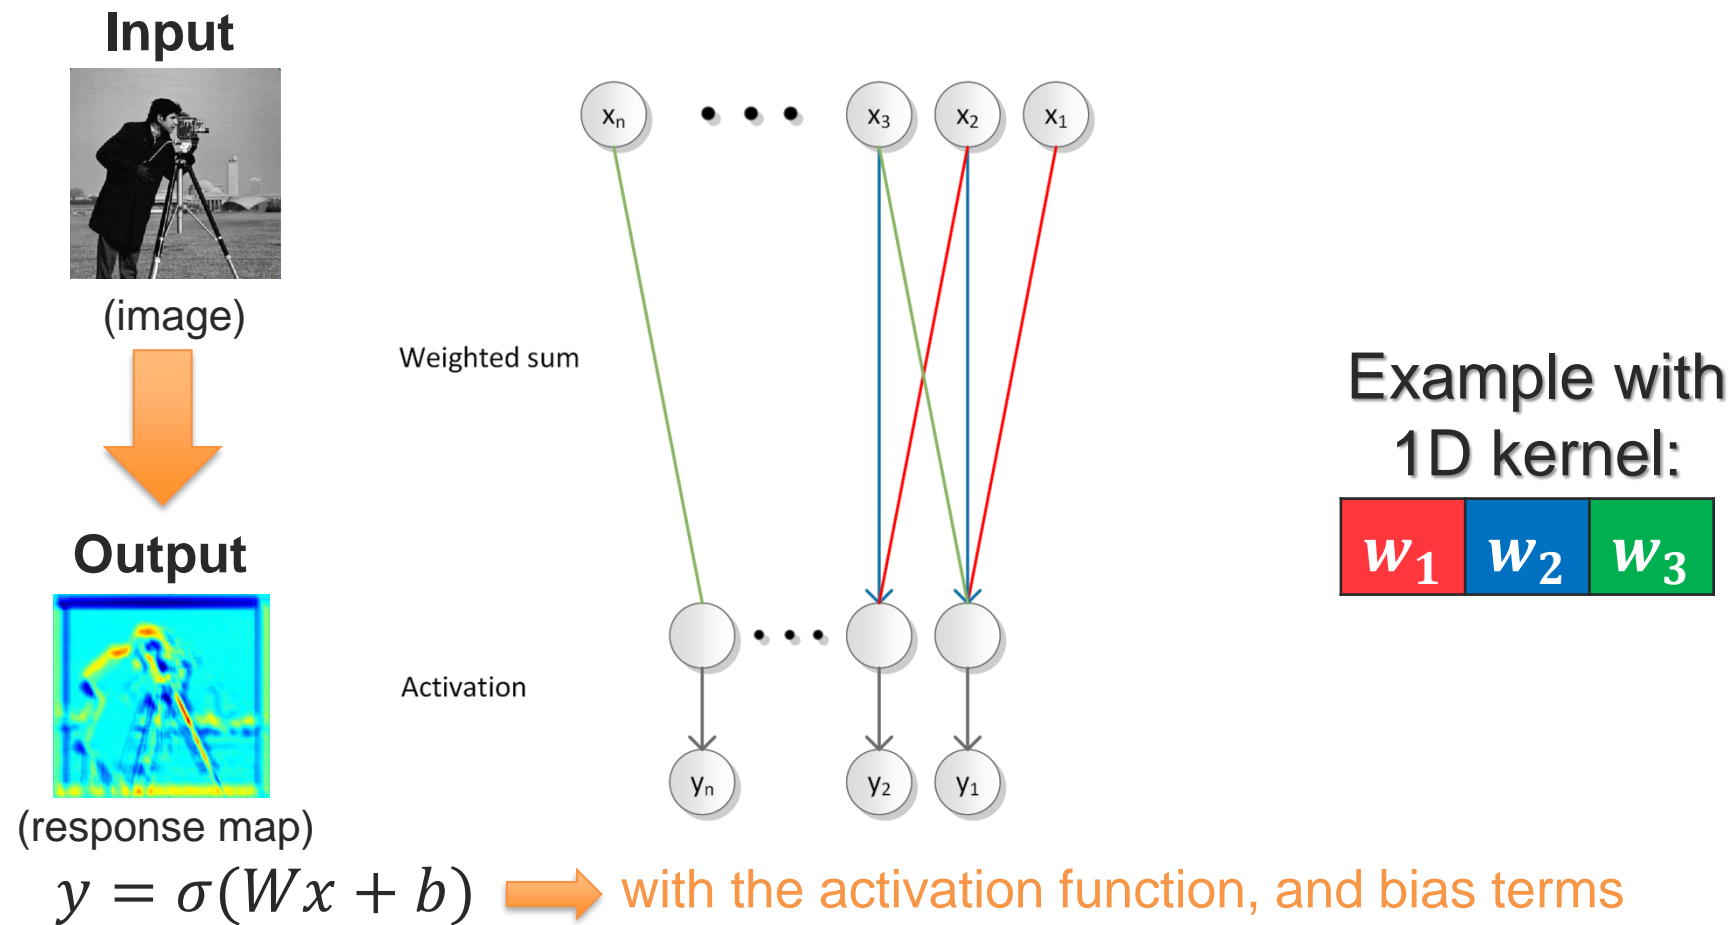 Input
(image)
Output
(response map)
xₙ x₃ x₂ x₁
Weighted sum
Activation
yₙ y₂ y₁
Example with
1D kernel:
w₁ w₂ w₃
y = σ(Wx + b) with the activation function, and bias terms